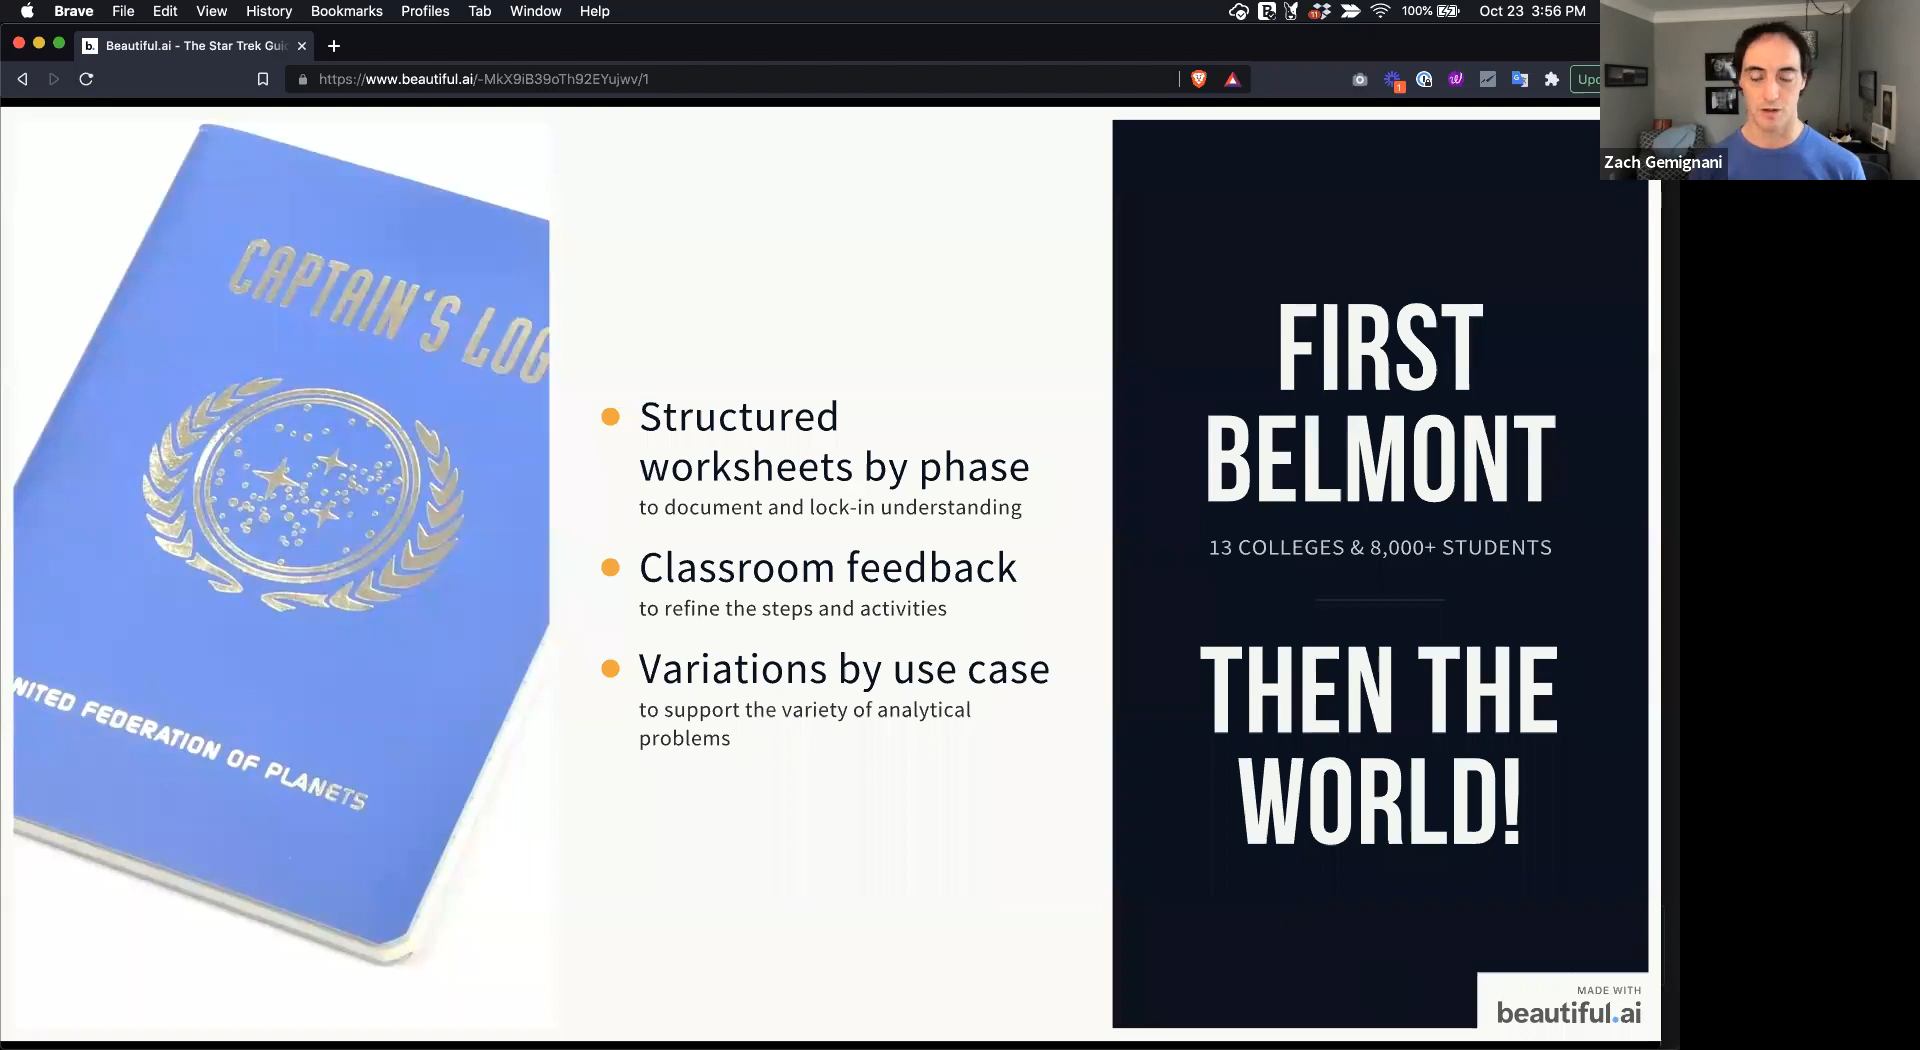 Brave File Edit View History Bookmarks Profiles Tab Window Help
11
100%
Oct 23 3:56 PM
b. Beautiful.ai - The Star Trek Gui
https://www.beautiful.ai/-MkX9iB39oTh92EYujwv/1
1
Upd
Zach Gemignani
CAPTAIN'S LOG
NITED FEDERATION OF PLANETS
Structured
worksheets by phase
to document and lock-in understanding
Classroom feedback
to refine the steps and activities
Variations by use case
to support the variety of analytical
problems
FIRST
BELMONT
13 COLLEGES & 8,000+ STUDENTS
THEN THE
WORLD!
MADE WITH
beautiful.ai